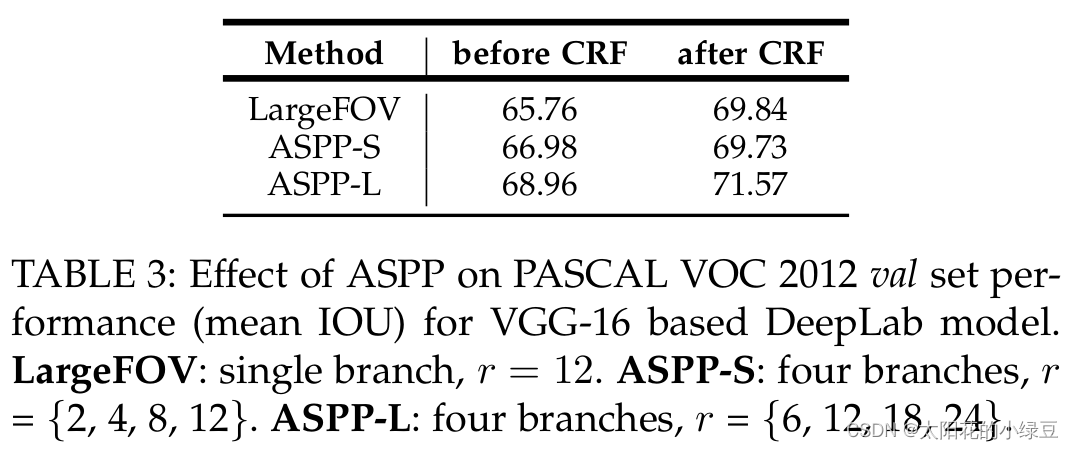 Method before CRF after CRF
LargeFOV 65.76 69.84
ASPP-S 66.98 69.73
ASPP-L 68.96 71.57
TABLE 3: Effect of ASPP on PASCAL VOC 2012 val set per-
formance (mean IOU) for VGG-16 based DeepLab model.
LargeFOV: single branch, r = 12. ASPP-S: four branches, r
= {2, 4, 8, 12}. ASPP-L: four branches, r = {6, 12, 18, 24}.
CSDN @太阳花的小绿豆